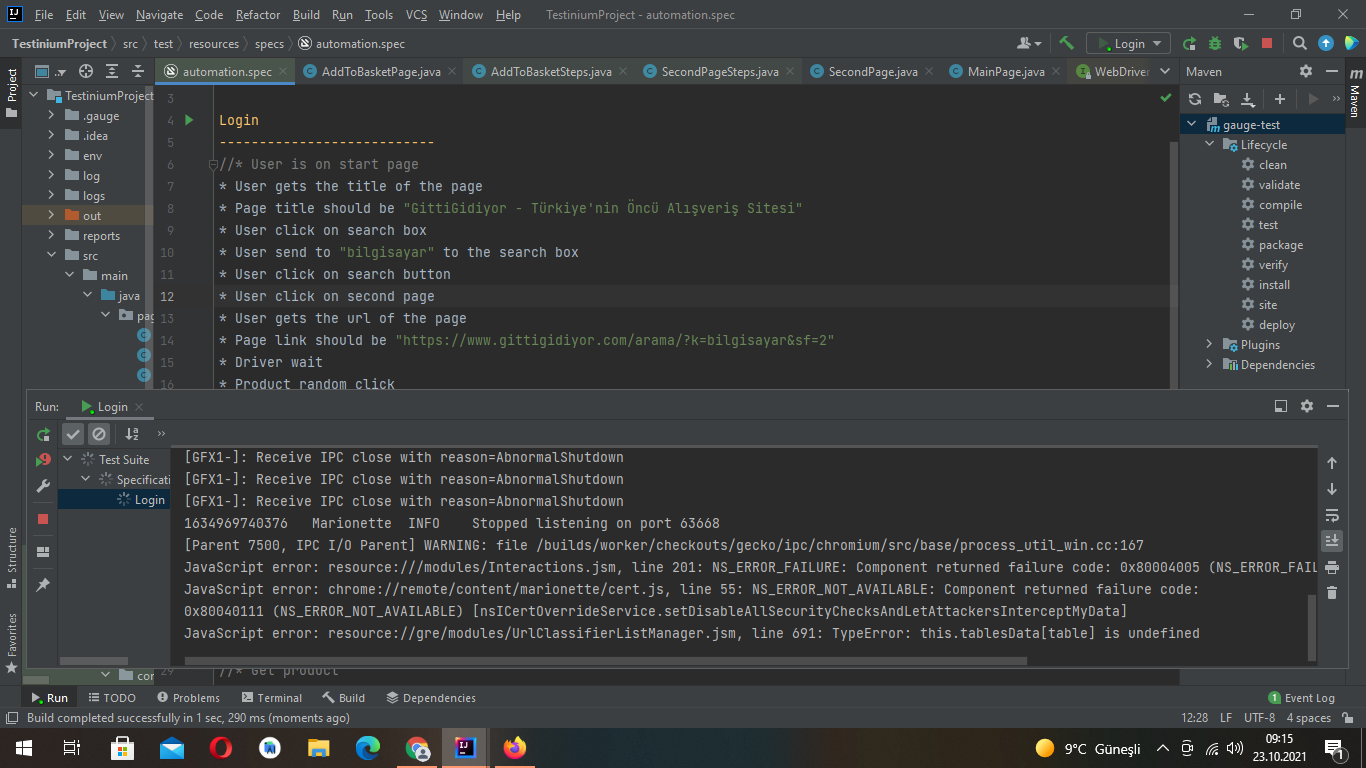 File Edit View Navigate Code Refactor Build Run Tools VCS Window Help TestiniumProject - automation.spec
TestiniumProject src test resources specs automation.spec Login
Project automation.spec AddToBasketPage.java AddToBasketSteps.java SecondPageSteps.java SecondPage.java MainPage.java WebDriver Maven
TestiniumProject
.gauge
.idea
env
log
logs
out
reports
src
main
java
pag
3
4 Login
5 ---------------------------
6 //* User is on start page
7 * User gets the title of the page
8 * Page title should be "GittiGidiyor - Türkiye'nin Öncü Alışveriş Sitesi"
9 * User click on search box
10 * User send to "bilgisayar" to the search box
11 * User click on search button
12 * User click on second page
13 * User gets the url of the page
14 * Page link should be "https://www.gittigidiyor.com/arama/?k=bilgisayar&sf=2"
15 * Driver wait
16 * Product random click
gauge-test
Lifecycle
clean
validate
compile
test
package
verify
install
site
deploy
Plugins
Dependencies
Maven
Run: Login
Test Suite
Specificati
Login
[GFX1-]: Receive IPC close with reason=AbnormalShutdown
[GFX1-]: Receive IPC close with reason=AbnormalShutdown
[GFX1-]: Receive IPC close with reason=AbnormalShutdown
1634969740376 Marionette INFO Stopped listening on port 63668
[Parent 7500, IPC I/O Parent] WARNING: file /builds/worker/checkouts/gecko/ipc/chromium/src/base/process_util_win.cc:167
JavaScript error: resource:///modules/Interactions.jsm, line 201: NS_ERROR_FAILURE: Component returned failure code: 0x80004005 (NS_ERROR_FAIL
JavaScript error: chrome://remote/content/marionette/cert.js, line 55: NS_ERROR_NOT_AVAILABLE: Component returned failure code:
0x80040111 (NS_ERROR_NOT_AVAILABLE) [nsICertOverrideService.setDisableAllSecurityChecksAndLetAttackersInterceptMyData]
JavaScript error: resource://gre/modules/UrlClassifierListManager.jsm, line 691: TypeError: this.tablesData[table] is undefined
Structure
Favorites
cor
29 //* Get product
Run TODO Problems Terminal Build Dependencies 1 Event Log
Build completed successfully in 1 sec, 290 ms (moments ago) 12:28 LF UTF-8 4 spaces
9°C Güneşli 09:15
23.10.2021
1